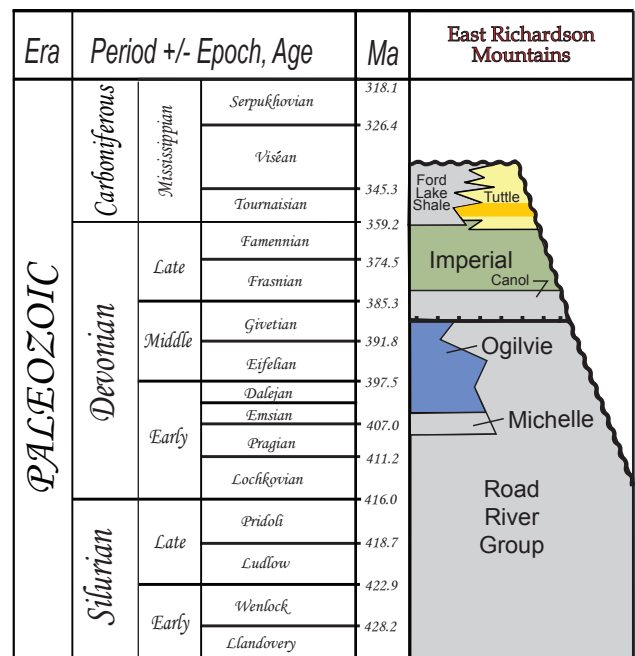 Era
Period +/- Epoch, Age
Ma
East Richardson
Mountains
PALEOZOIC
Carboniferous
Mississippian
Serpukhovian
Viséan
Tournaisian
Devonian
Late
Famennian
Frasnian
Middle
Givetian
Eifelian
Early
Dalejan
Emsian
Pragian
Lochkovian
Silurian
Late
Pridoli
Ludlow
Early
Wenlock
Llandovery
318.1
326.4
345.3
359.2
374.5
385.3
391.8
397.5
407.0
411.2
416.0
418.7
422.9
428.2
Ford
Lake
Shale
Tuttle
Imperial
Canol
Ogilvie
Michelle
Road
River
Group